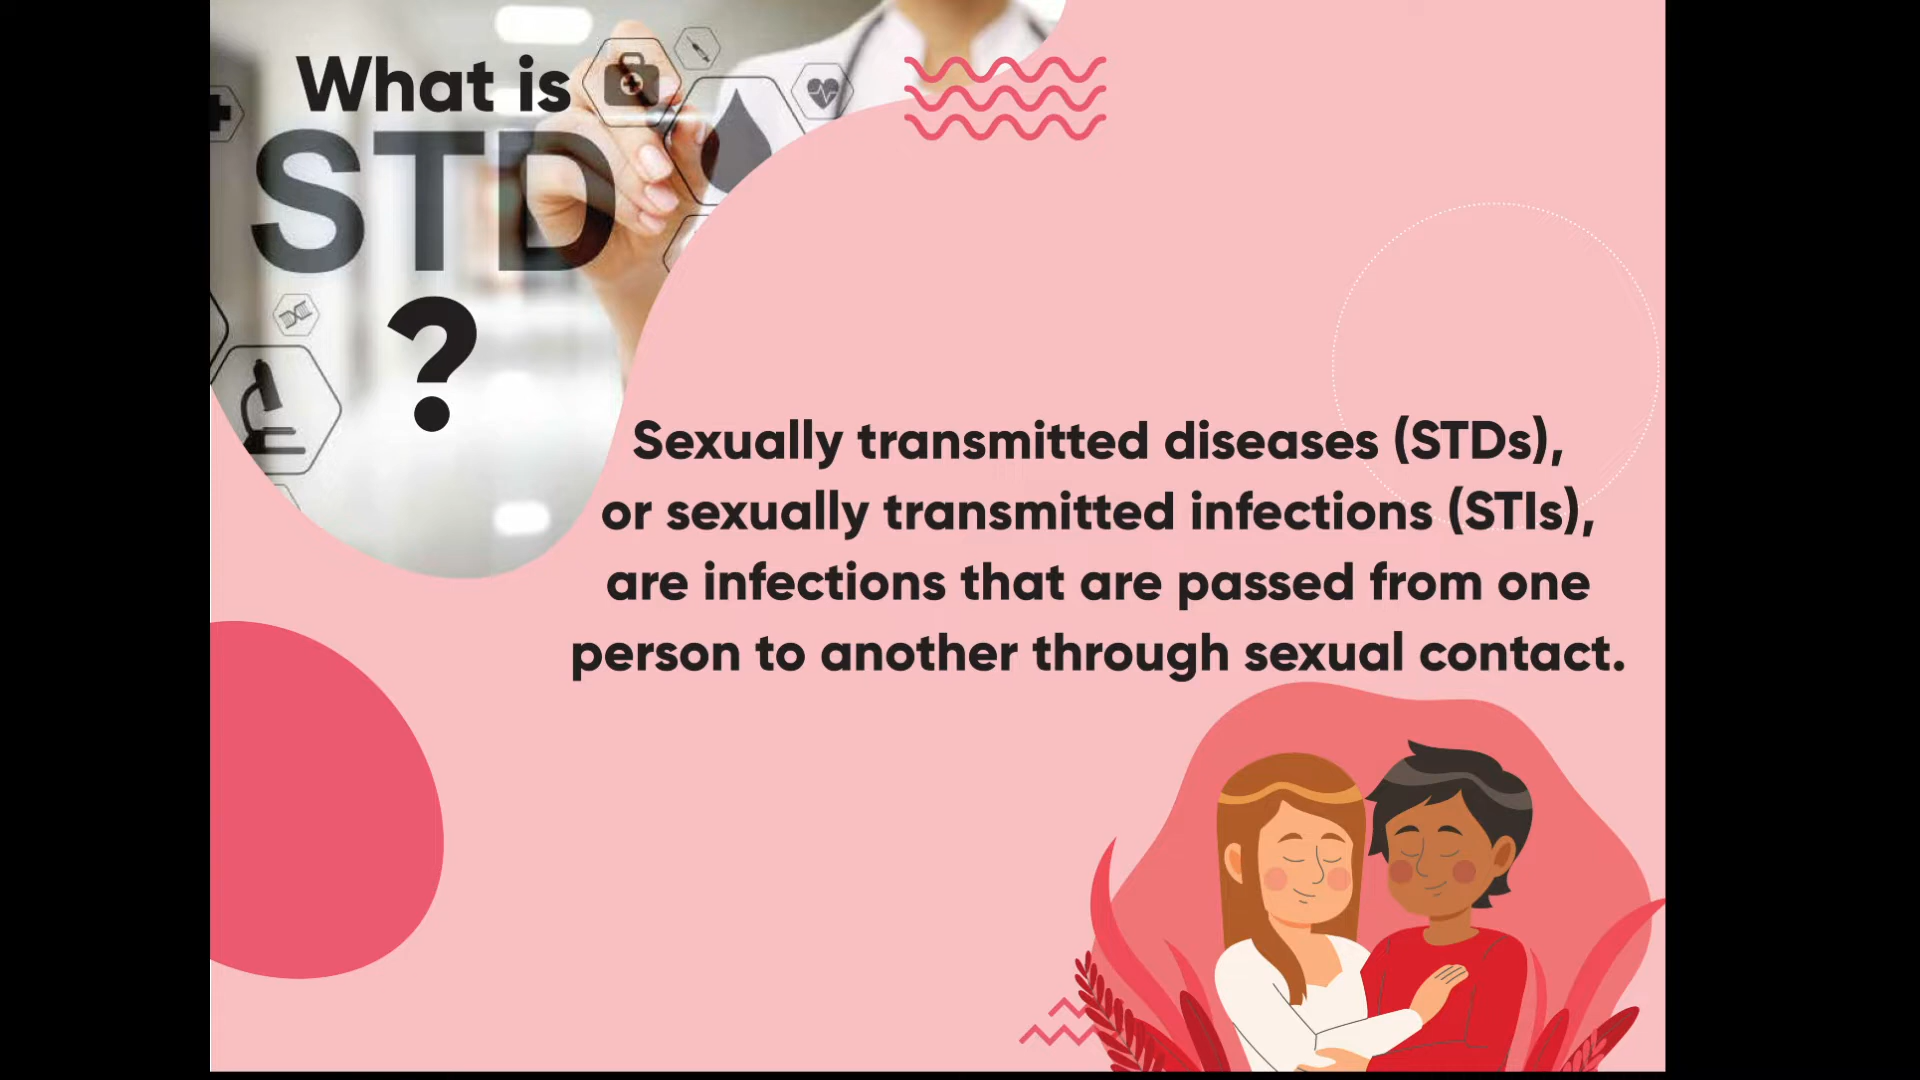 What is
STD
?
Sexually transmitted diseases (STDs),
or sexually transmitted infections (STIs),
are infections that are passed from one
person to another through sexual contact.